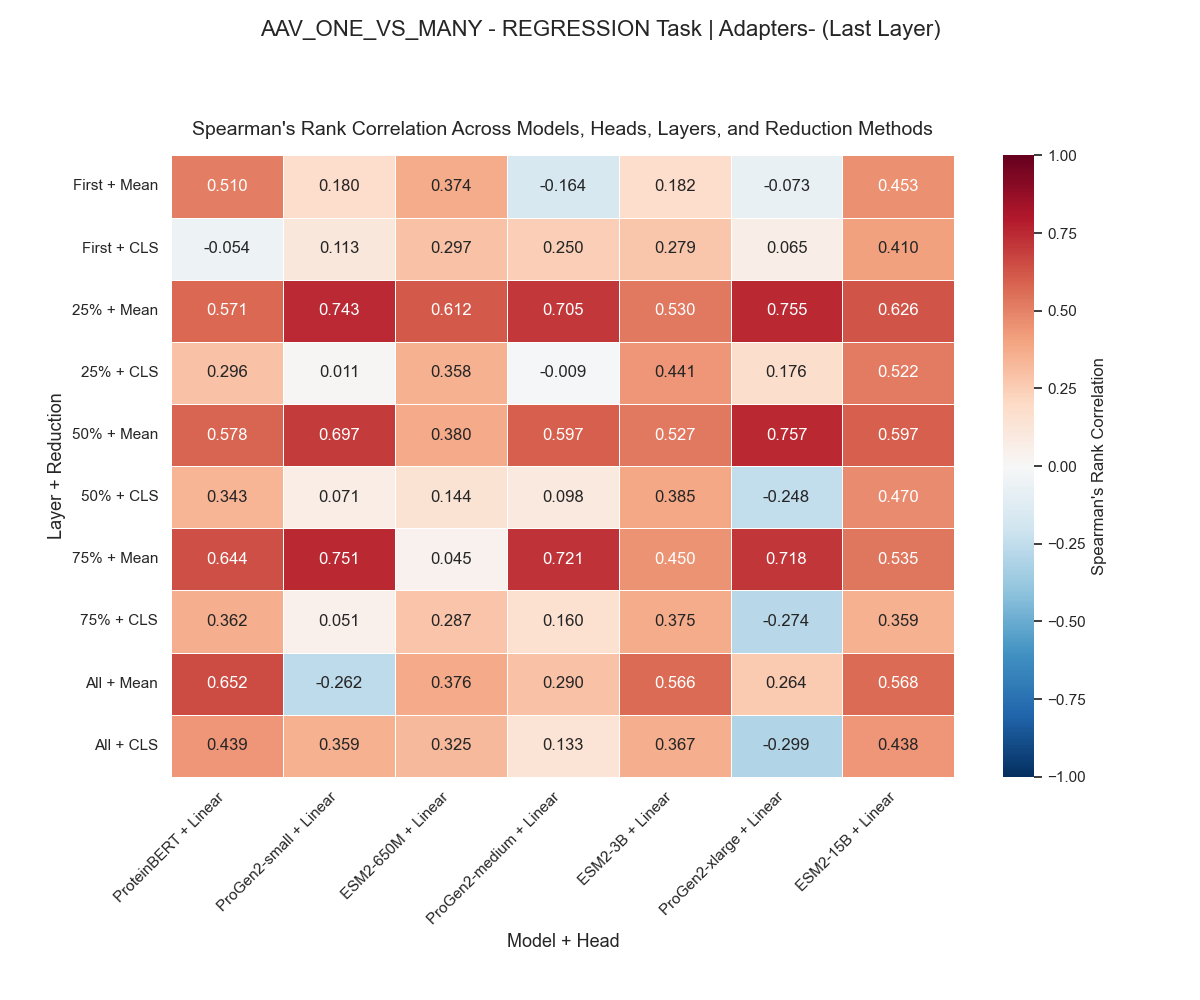 AAV_ONE_VS_MANY - REGRESSION Task | Adapters- (Last Layer)
Spearman's Rank Correlation Across Models, Heads, Layers, and Reduction Methods
Layer + Reduction
First + Mean 0.510 0.180 0.374 -0.164 0.182 -0.073 0.453
First + CLS -0.054 0.113 0.297 0.250 0.279 0.065 0.410
25% + Mean 0.571 0.743 0.612 0.705 0.530 0.755 0.626
25% + CLS 0.296 0.011 0.358 -0.009 0.441 0.176 0.522
50% + Mean 0.578 0.697 0.380 0.597 0.527 0.757 0.597
50% + CLS 0.343 0.071 0.144 0.098 0.385 -0.248 0.470
75% + Mean 0.644 0.751 0.045 0.721 0.450 0.718 0.535
75% + CLS 0.362 0.051 0.287 0.160 0.375 -0.274 0.359
All + Mean 0.652 -0.262 0.376 0.290 0.566 0.264 0.568
All + CLS 0.439 0.359 0.325 0.133 0.367 -0.299 0.438
ProteinBERT + Linear
ProGen2-small + Linear
ESM2-650M + Linear
ProGen2-medium + Linear
ESM2-3B + Linear
ProGen2-xlarge + Linear
ESM2-15B + Linear
Model + Head
1.00
0.75
0.50
0.25
0.00
−0.25
−0.50
−0.75
−1.00
Spearman's Rank Correlation